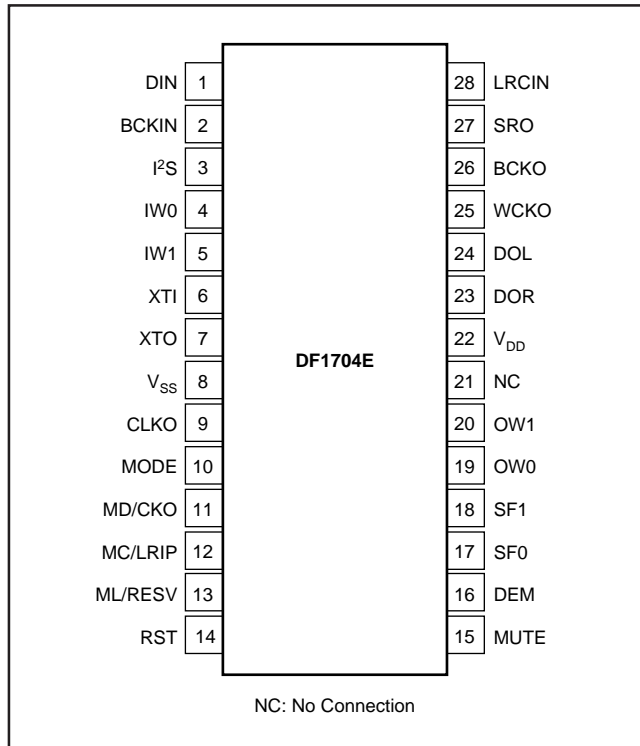 DIN 1 28 LRCIN
BCKIN 2 27 SRO
I²S 3 26 BCKO
IW0 4 25 WCKO
IW1 5 24 DOL
XTI 6 23 DOR
XTO 7 22 V_DD
DF1704E
V_SS 8 21 NC
CLKO 9 20 OW1
MODE 10 19 OW0
MD/CKO 11 18 SF1
MC/LRIP 12 17 SF0
ML/RESV 13 16 DEM
RST 14 15 MUTE
NC: No Connection